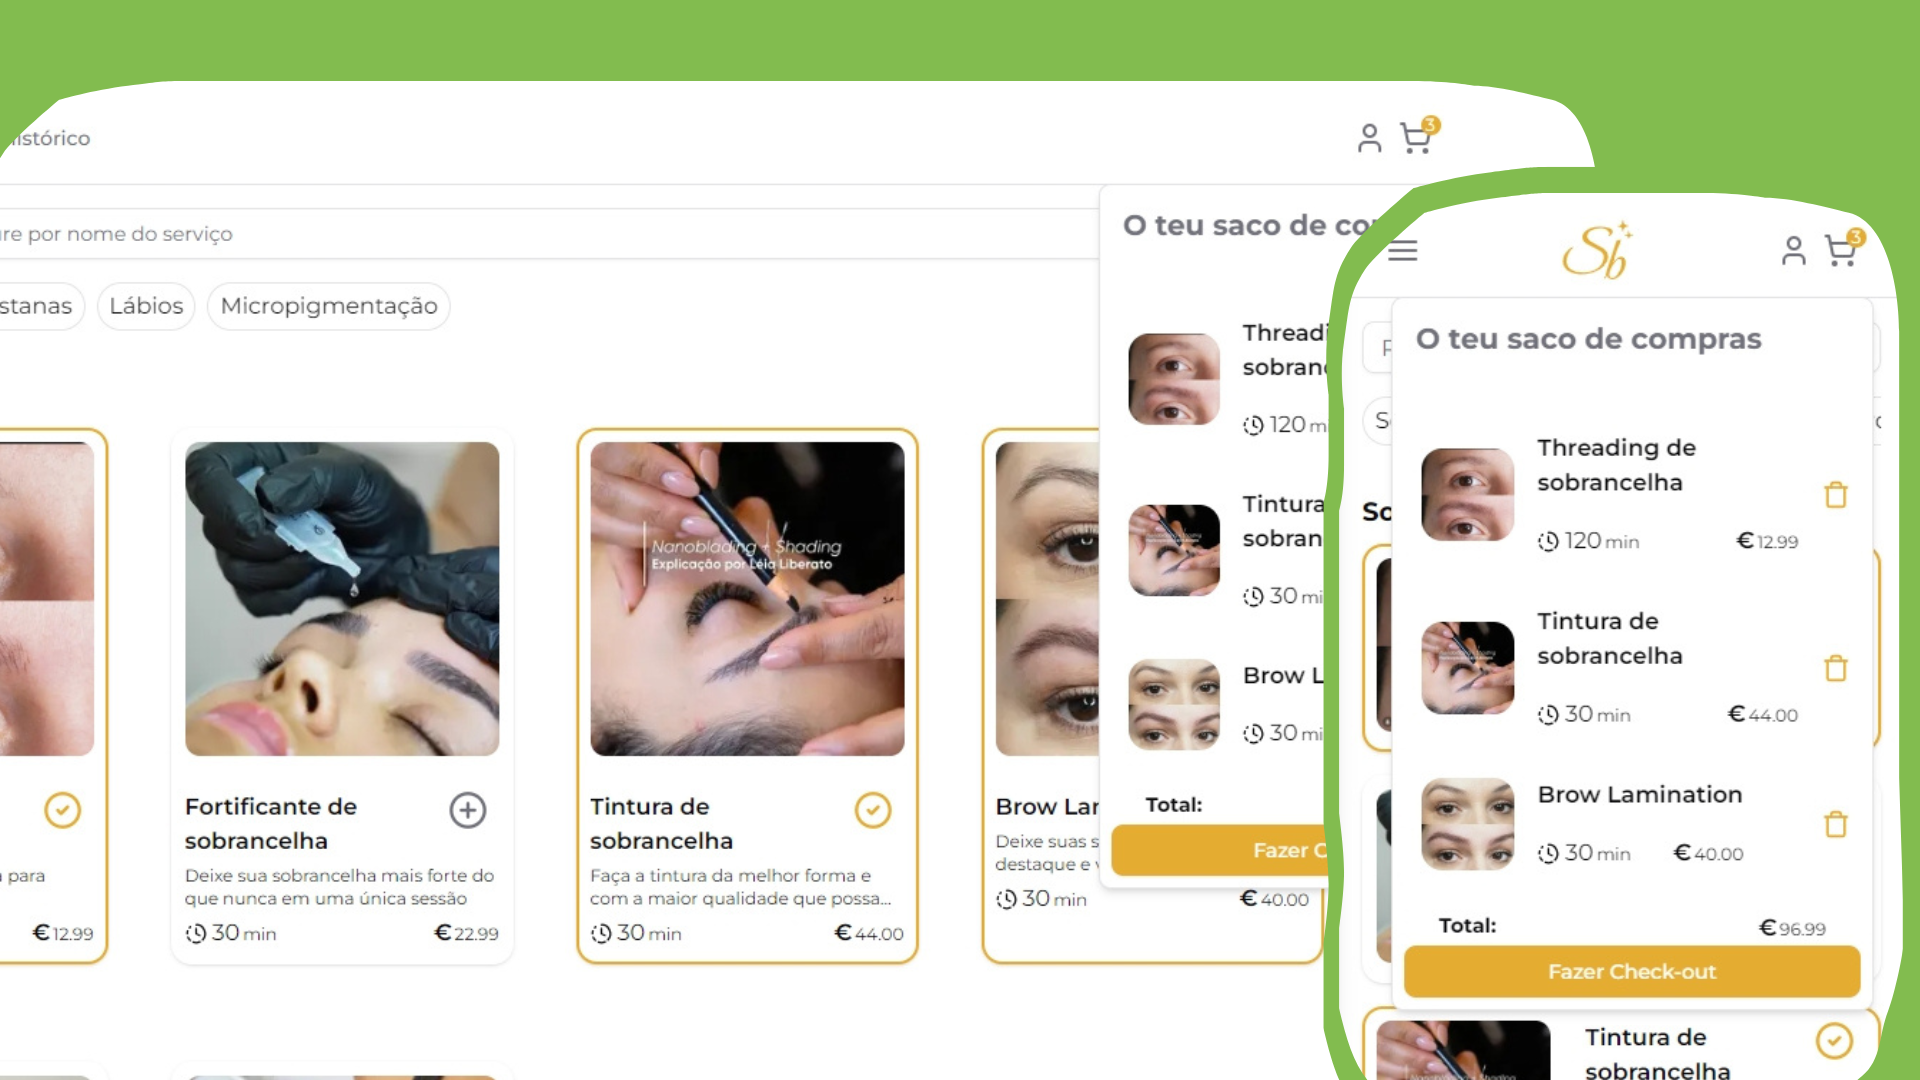 istórico
3
re por nome do serviço
stanas
Lábios
Micropigmentação
€12.99
para
Fortificante de
sobrancelha
Deixe sua sobrancelha mais forte do
que nunca em uma única sessão
30 min
€22.99
Nanoblading + Shading
Explicação por Léia Liberato
Tintura de
sobrancelha
Faça a tintura da melhor forma e
com a maior qualidade que possa...
30 min
€44.00
Brow Lar
Deixe suas s
destaque e v
30 min
€40.00
O teu saco de co
Threadi
sobranc
120 m
Tintura
sobran
30 mi
Brow L
30 mi
Total:
Fazer C
Sb
3
O teu saco de compras
So
Threading de
sobrancelha
120 min
€12.99
Tintura de
sobrancelha
30 min
€44.00
Brow Lamination
30 min
€40.00
Total:
€96.99
Fazer Check-out
Tintura de
sobrancelha